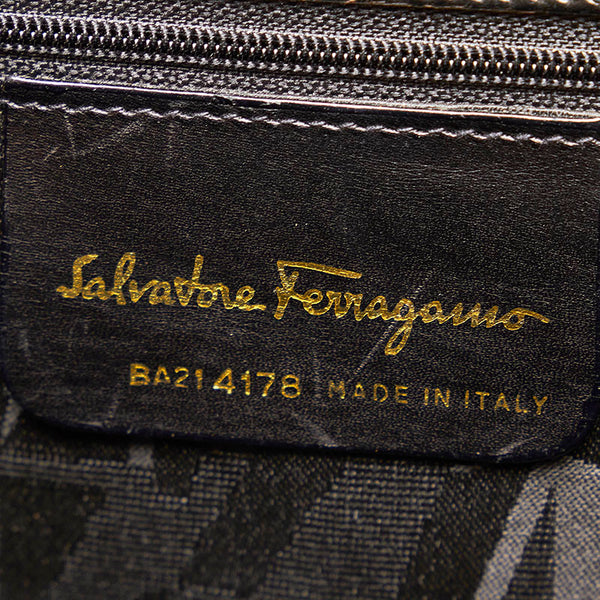 Salvatore Ferragamo
BA21 4178 MADE IN ITALY